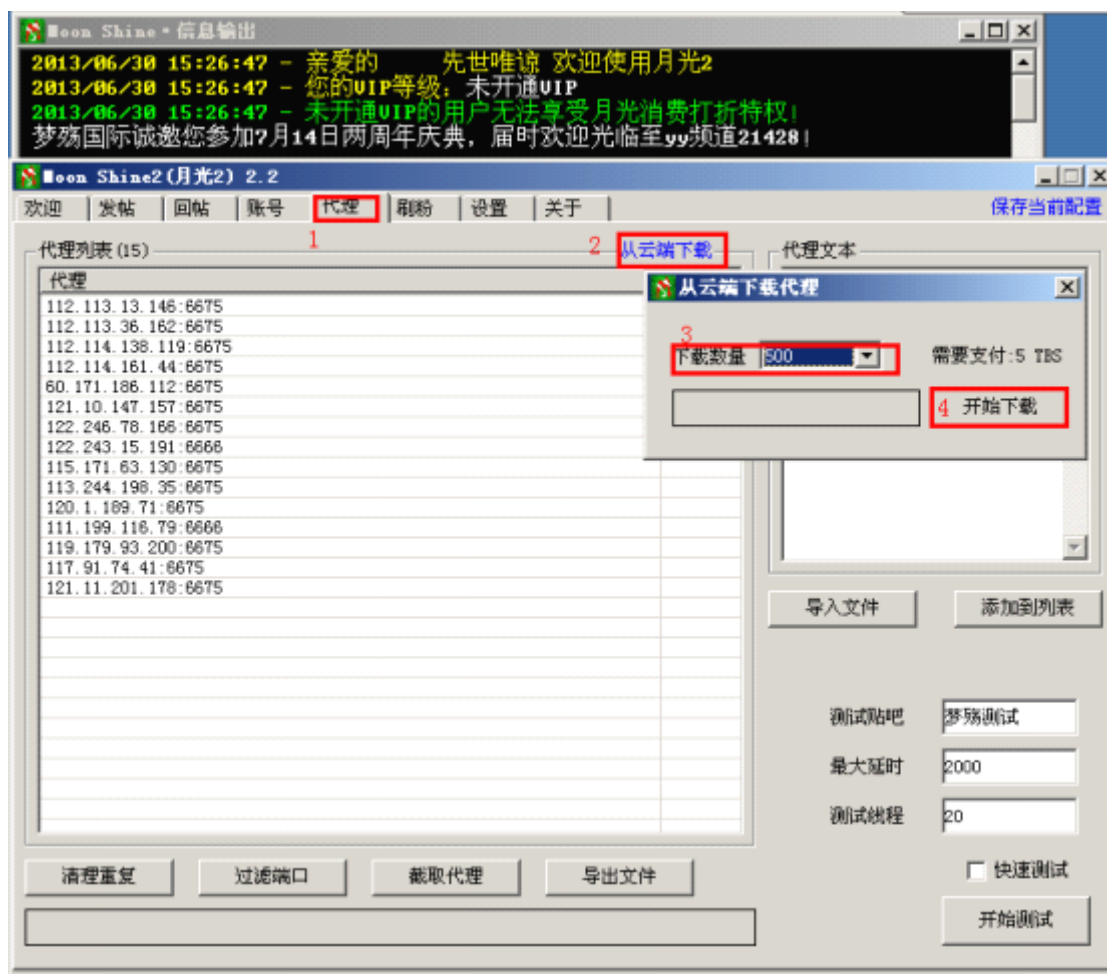 Moon Shine * 信息输出
2013/06/30 15:26:47 - 亲爱的 先世唯谅 欢迎使用月光2
2013/06/30 15:26:47 - 您的VIP等级：未开通VIP
2013/06/30 15:26:47 - 未开通VIP的用户无法享受月光消费打折特权！
梦殇国际诚邀您参加7月14日两周年庆典，届时欢迎光临至yy频道21428！
Moon Shine2(月光2) 2.2
欢迎 发帖 回帖 账号 代理 刷粉 设置 关于 保存当前配置
1
代理列表(15) 2 从云端下载 代理文本
代理
从云端下载代理
3
下载数量 500 需要支付:5 TBS
4 开始下载
112.113.13.146:6675
112.113.36.162:6675
112.114.138.119:6675
112.114.161.44:6675
60.171.186.112:6675
121.10.147.157:6675
122.246.78.166:6675
122.243.15.191:6666
115.171.63.130:6675
113.244.198.35:6675
120.1.189.71:6675
111.199.116.79:6666
119.179.93.200:6675
117.91.74.41:6675
121.11.201.178:6675
导入文件 添加到列表
测试贴吧 梦殇测试
最大延时 2000
测试线程 20
清理重复 过滤端口 截取代理 导出文件 快速测试
开始测试